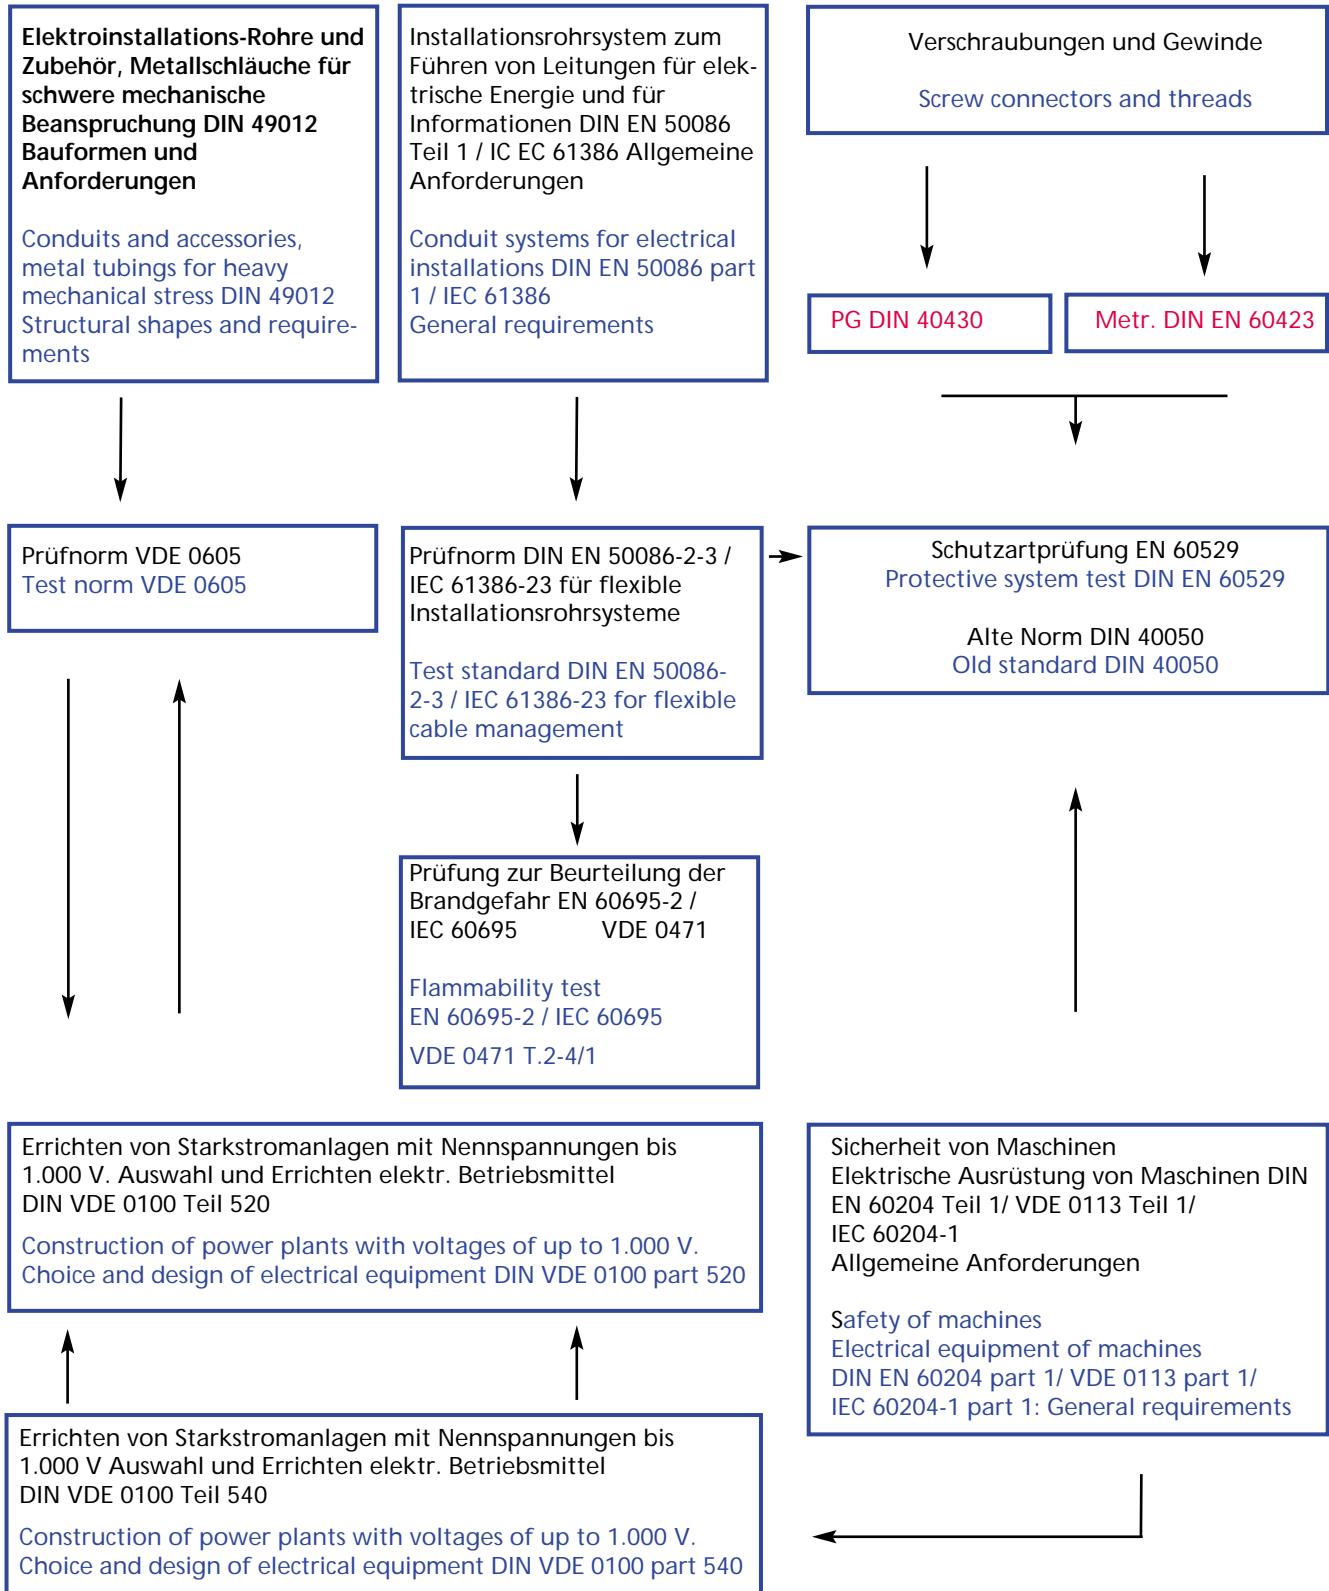 Elektroinstallations-Rohre und
Zubehör, Metallschläuche für
schwere mechanische
Beanspruchung DIN 49012
Bauformen und
Anforderungen
Conduits and accessories,
metal tubings for heavy
mechanical stress DIN 49012
Structural shapes and require-
ments
Installationsrohrsystem zum
Führen von Leitungen für elek-
trische Energie und für
Informationen DIN EN 50086
Teil 1 / IC EC 61386 Allgemeine
Anforderungen
Conduit systems for electrical
installations DIN EN 50086 part
1 / IEC 61386
General requirements
Verschraubungen und Gewinde
Screw connectors and threads
PG DIN 40430
Metr. DIN EN 60423
Prüfnorm VDE 0605
Test norm VDE 0605
Prüfnorm DIN EN 50086-2-3 /
IEC 61386-23 für flexible
Installationsrohrsysteme
Test standard DIN EN 50086-
2-3 / IEC 61386-23 for flexible
cable management
Schutzartprüfung EN 60529
Protective system test DIN EN 60529
Alte Norm DIN 40050
Old standard DIN 40050
Prüfung zur Beurteilung der
Brandgefahr EN 60695-2 /
IEC 60695 VDE 0471
Flammability test
EN 60695-2 / IEC 60695
VDE 0471 T.2-4/1
Errichten von Starkstromanlagen mit Nennspannungen bis
1.000 V. Auswahl und Errichten elektr. Betriebsmittel
DIN VDE 0100 Teil 520
Construction of power plants with voltages of up to 1.000 V.
Choice and design of electrical equipment DIN VDE 0100 part 520
Sicherheit von Maschinen
Elektrische Ausrüstung von Maschinen DIN
EN 60204 Teil 1/ VDE 0113 Teil 1/
IEC 60204-1
Allgemeine Anforderungen
Safety of machines
Electrical equipment of machines
DIN EN 60204 part 1/ VDE 0113 part 1/
IEC 60204-1 part 1: General requirements
Errichten von Starkstromanlagen mit Nennspannungen bis
1.000 V Auswahl und Errichten elektr. Betriebsmittel
DIN VDE 0100 Teil 540
Construction of power plants with voltages of up to 1.000 V.
Choice and design of electrical equipment DIN VDE 0100 part 540